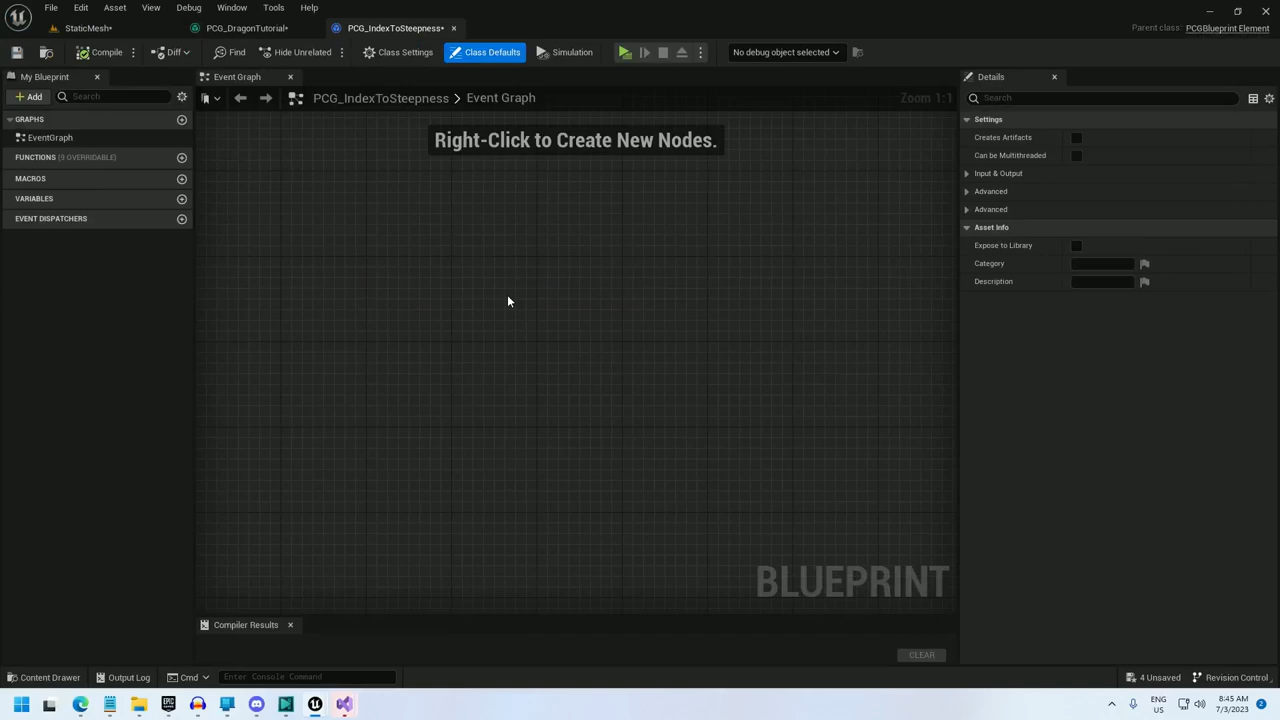 File Edit Asset View Debug Window Tools Help
StaticMesh* PCG_DragonTutorial* PCG_IndexToSteepness* Parent class: PCGBlueprint Element
Compile Diff Find Hide Unrelated Class Settings Class Defaults Simulation No debug object selected
My Blueprint Event Graph Details
Add Search PCG_IndexToSteepness > Event Graph Zoom 1:1 Search
GRAPHS
EventGraph
FUNCTIONS (9 OVERRIDABLE)
MACROS
VARIABLES
EVENT DISPATCHERS
Right-Click to Create New Nodes.
BLUEPRINT
Settings
Creates Artifacts
Can be Multithreaded
Input & Output
Advanced
Advanced
Asset Info
Expose to Library
Category
Description
Compiler Results
CLEAR
Content Drawer Output Log Cmd Enter Console Command 4 Unsaved Revision Control
ENG
US
8:45 AM
7/3/2023
2